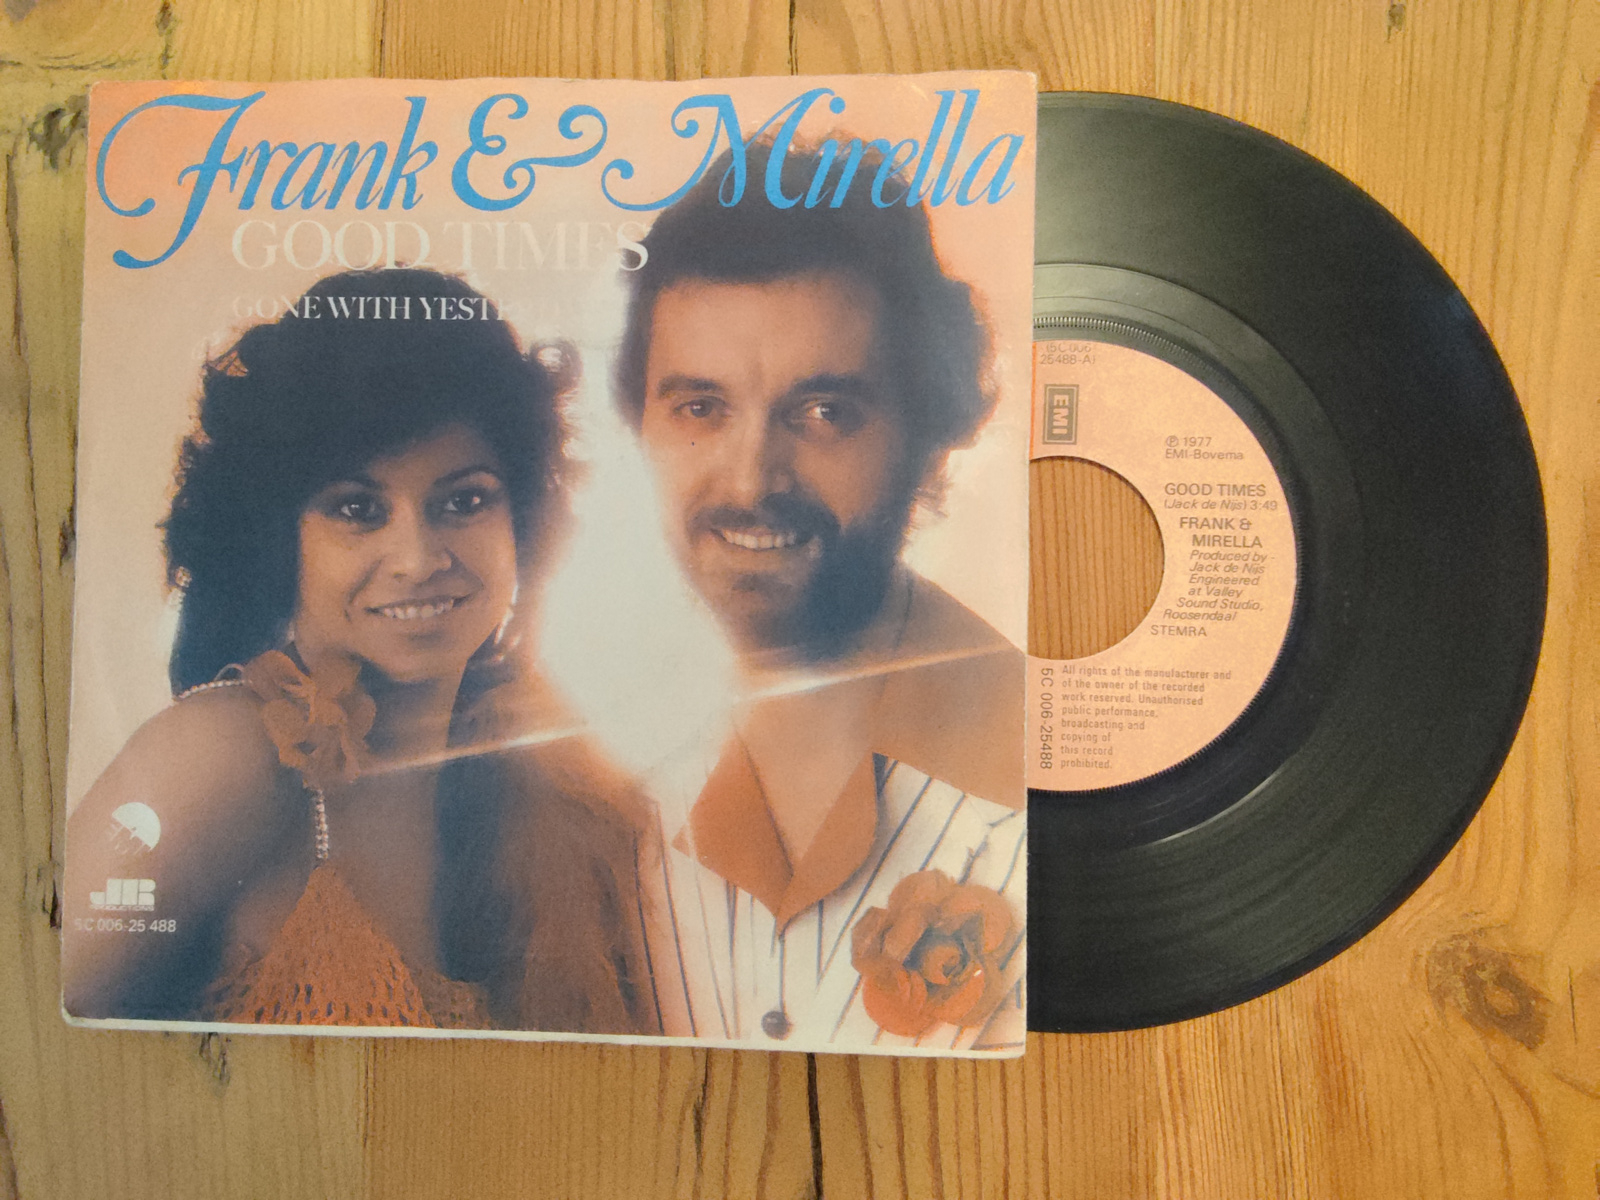 Frank & Mirella
GOOD TIMES
GONE WITH
5C 006-25 488
(5C 006
25488-A)
EMI
℗ 1977
EMI-Bovema
GOOD TIMES
(Jack de Nijs) 3:49
FRANK &
MIRELLA
Produced by -
Jack de Nijs
Engineered
at Valley
Sound Studio,
Roosendaal
STEMRA
5C 006-25488
All rights of the manufacturer and
of the owner of the recorded
work reserved. Unauthorised
public performance,
broadcasting and
copying of
this record
prohibited.